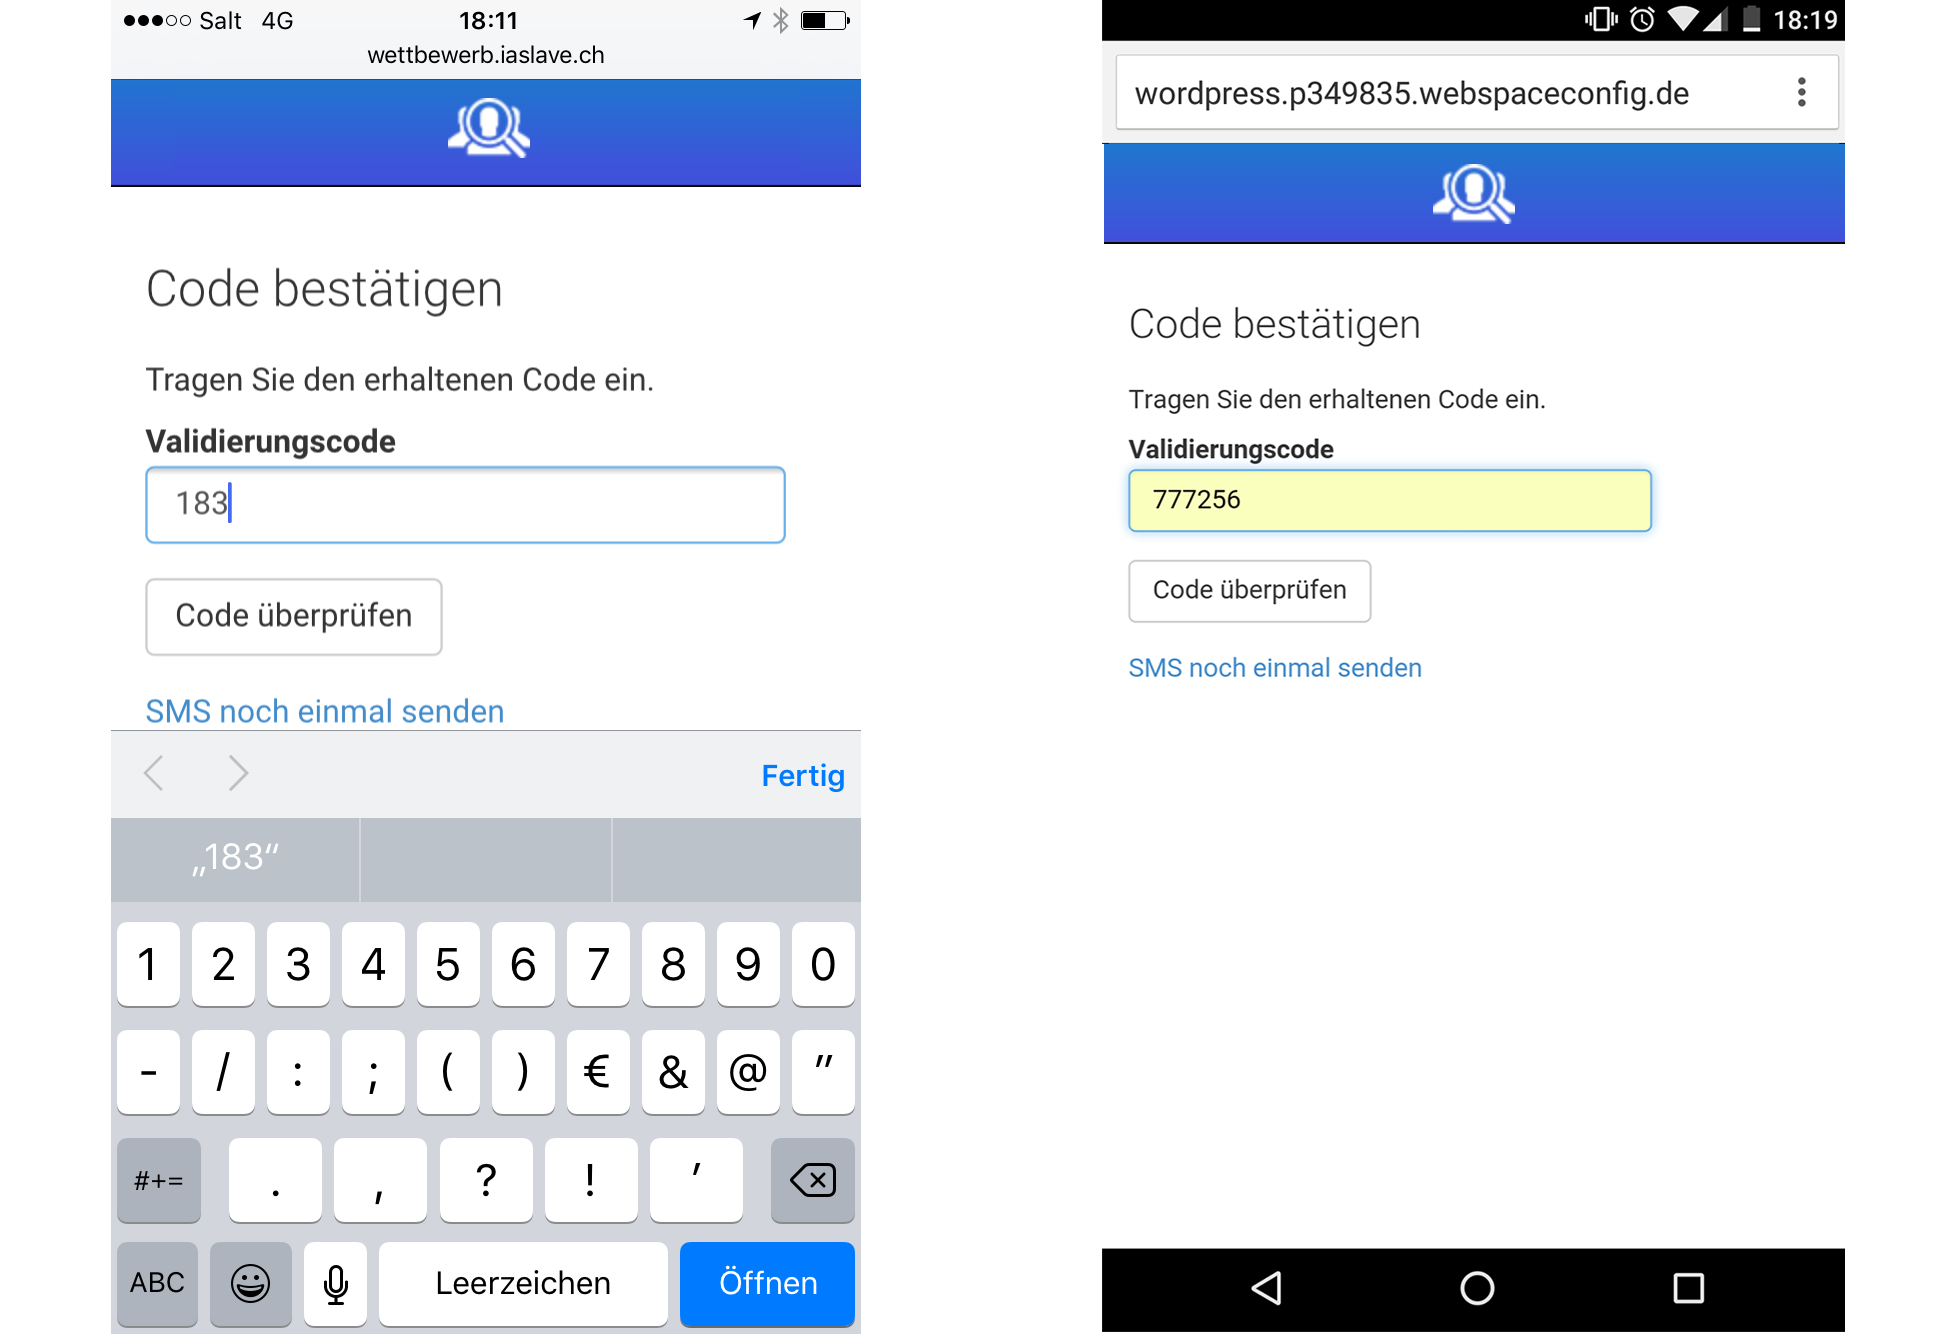 Salt 4G 18:11
wettbewerb.iaslave.ch
Code bestätigen
Tragen Sie den erhaltenen Code ein.
Validierungscode
183
Code überprüfen
SMS noch einmal senden
Fertig
„183“
1 2 3 4 5 6 7 8 9 0
- / : ; ( ) € & @ "
#+= . , ? ! '
ABC Leerzeichen Öffnen
18:19
wordpress.p349835.webspaceconfig.de
Code bestätigen
Tragen Sie den erhaltenen Code ein.
Validierungscode
777256
Code überprüfen
SMS noch einmal senden